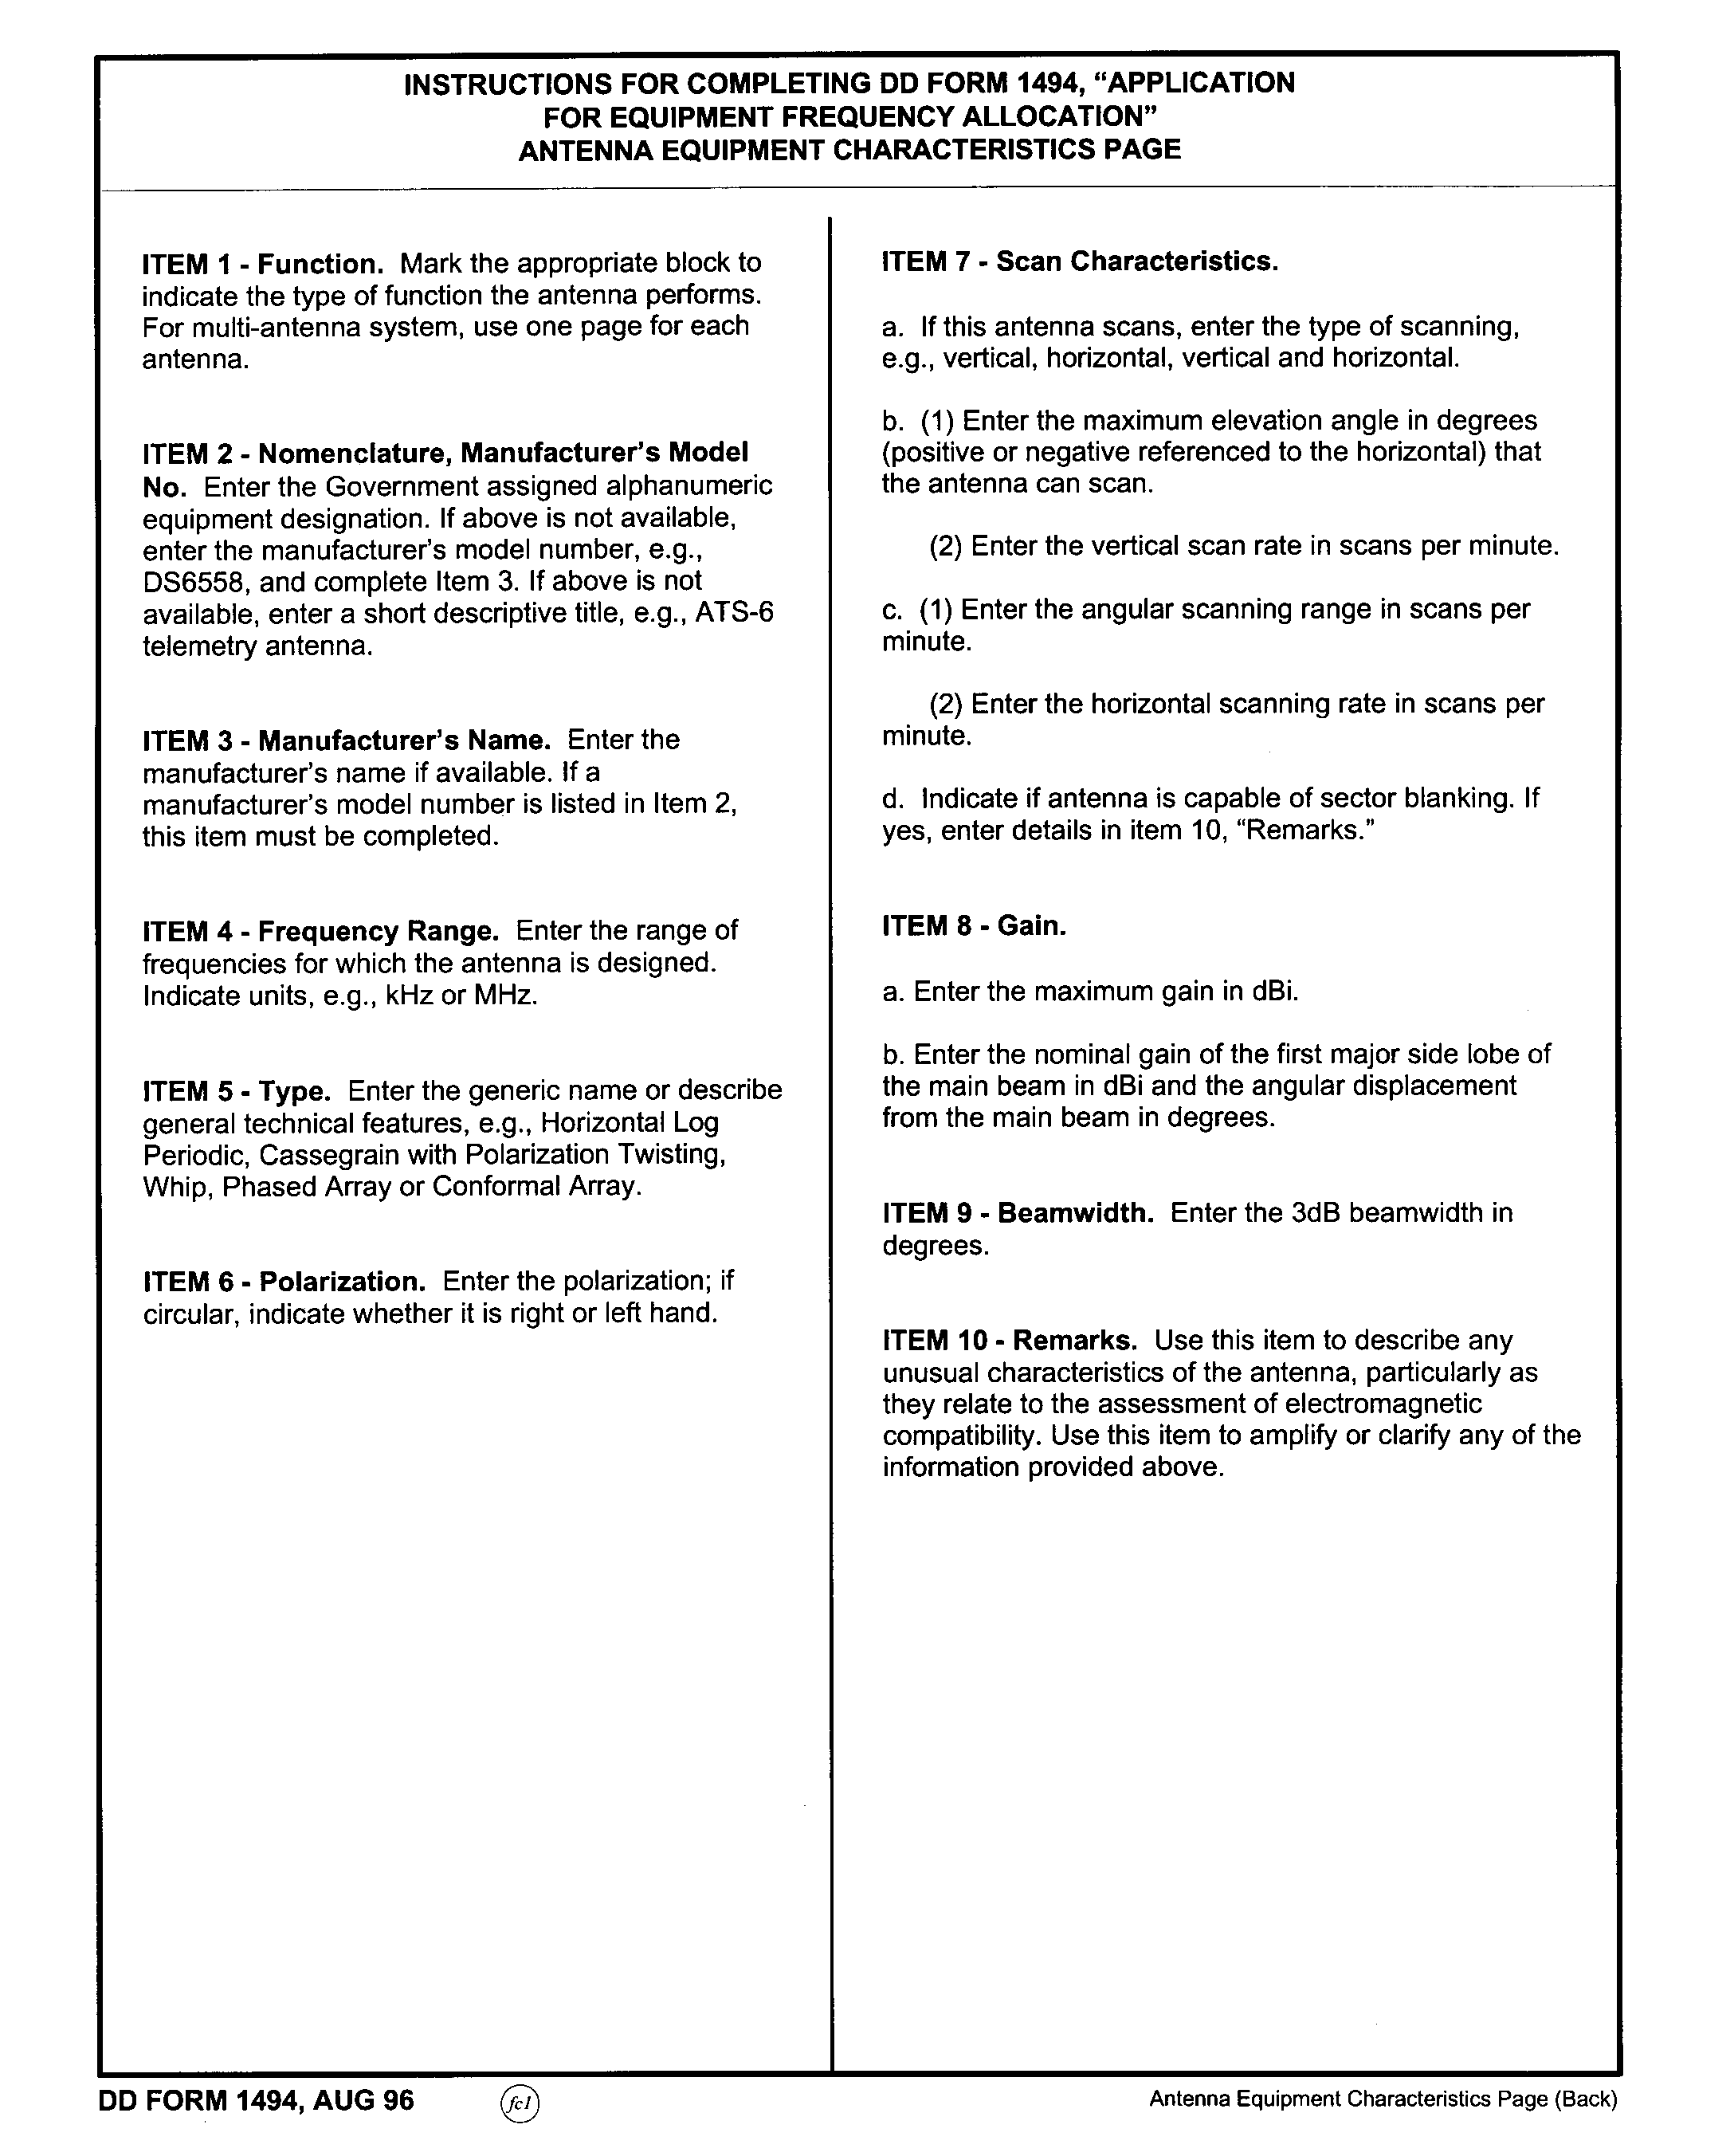 INSTRUCTIONS FOR COMPLETING DD FORM 1494, “APPLICATION
FOR EQUIPMENT FREQUENCY ALLOCATION”
ANTENNA EQUIPMENT CHARACTERISTICS PAGE
ITEM 1 - Function. Mark the appropriate block to
indicate the type of function the antenna performs.
For multi-antenna system, use one page for each
antenna.
ITEM 2 - Nomenclature, Manufacturer's Model
No. Enter the Government assigned alphanumeric
equipment designation. If above is not available,
enter the manufacturer's model number, e.g.,
DS6558, and complete Item 3. If above is not
available, enter a short descriptive title, e.g., ATS-6
telemetry antenna.
ITEM 3 - Manufacturer's Name. Enter the
manufacturer's name if available. If a
manufacturer's model number is listed in Item 2,
this item must be completed.
ITEM 4 - Frequency Range. Enter the range of
frequencies for which the antenna is designed.
Indicate units, e.g., kHz or MHz.
ITEM 5 - Type. Enter the generic name or describe
general technical features, e.g., Horizontal Log
Periodic, Cassegrain with Polarization Twisting,
Whip, Phased Array or Conformal Array.
ITEM 6 - Polarization. Enter the polarization; if
circular, indicate whether it is right or left hand.
ITEM 7 - Scan Characteristics.
a. If this antenna scans, enter the type of scanning,
e.g., vertical, horizontal, vertical and horizontal.
b. (1) Enter the maximum elevation angle in degrees
(positive or negative referenced to the horizontal) that
the antenna can scan.
(2) Enter the vertical scan rate in scans per minute.
c. (1) Enter the angular scanning range in scans per
minute.
(2) Enter the horizontal scanning rate in scans per
minute.
d. Indicate if antenna is capable of sector blanking. If
yes, enter details in item 10, “Remarks.”
ITEM 8 - Gain.
a. Enter the maximum gain in dBi.
b. Enter the nominal gain of the first major side lobe of
the main beam in dBi and the angular displacement
from the main beam in degrees.
ITEM 9 - Beamwidth. Enter the 3dB beamwidth in
degrees.
ITEM 10 - Remarks. Use this item to describe any
unusual characteristics of the antenna, particularly as
they relate to the assessment of electromagnetic
compatibility. Use this item to amplify or clarify any of the
information provided above.
DD FORM 1494, AUG 96 fc1 Antenna Equipment Characteristics Page (Back)